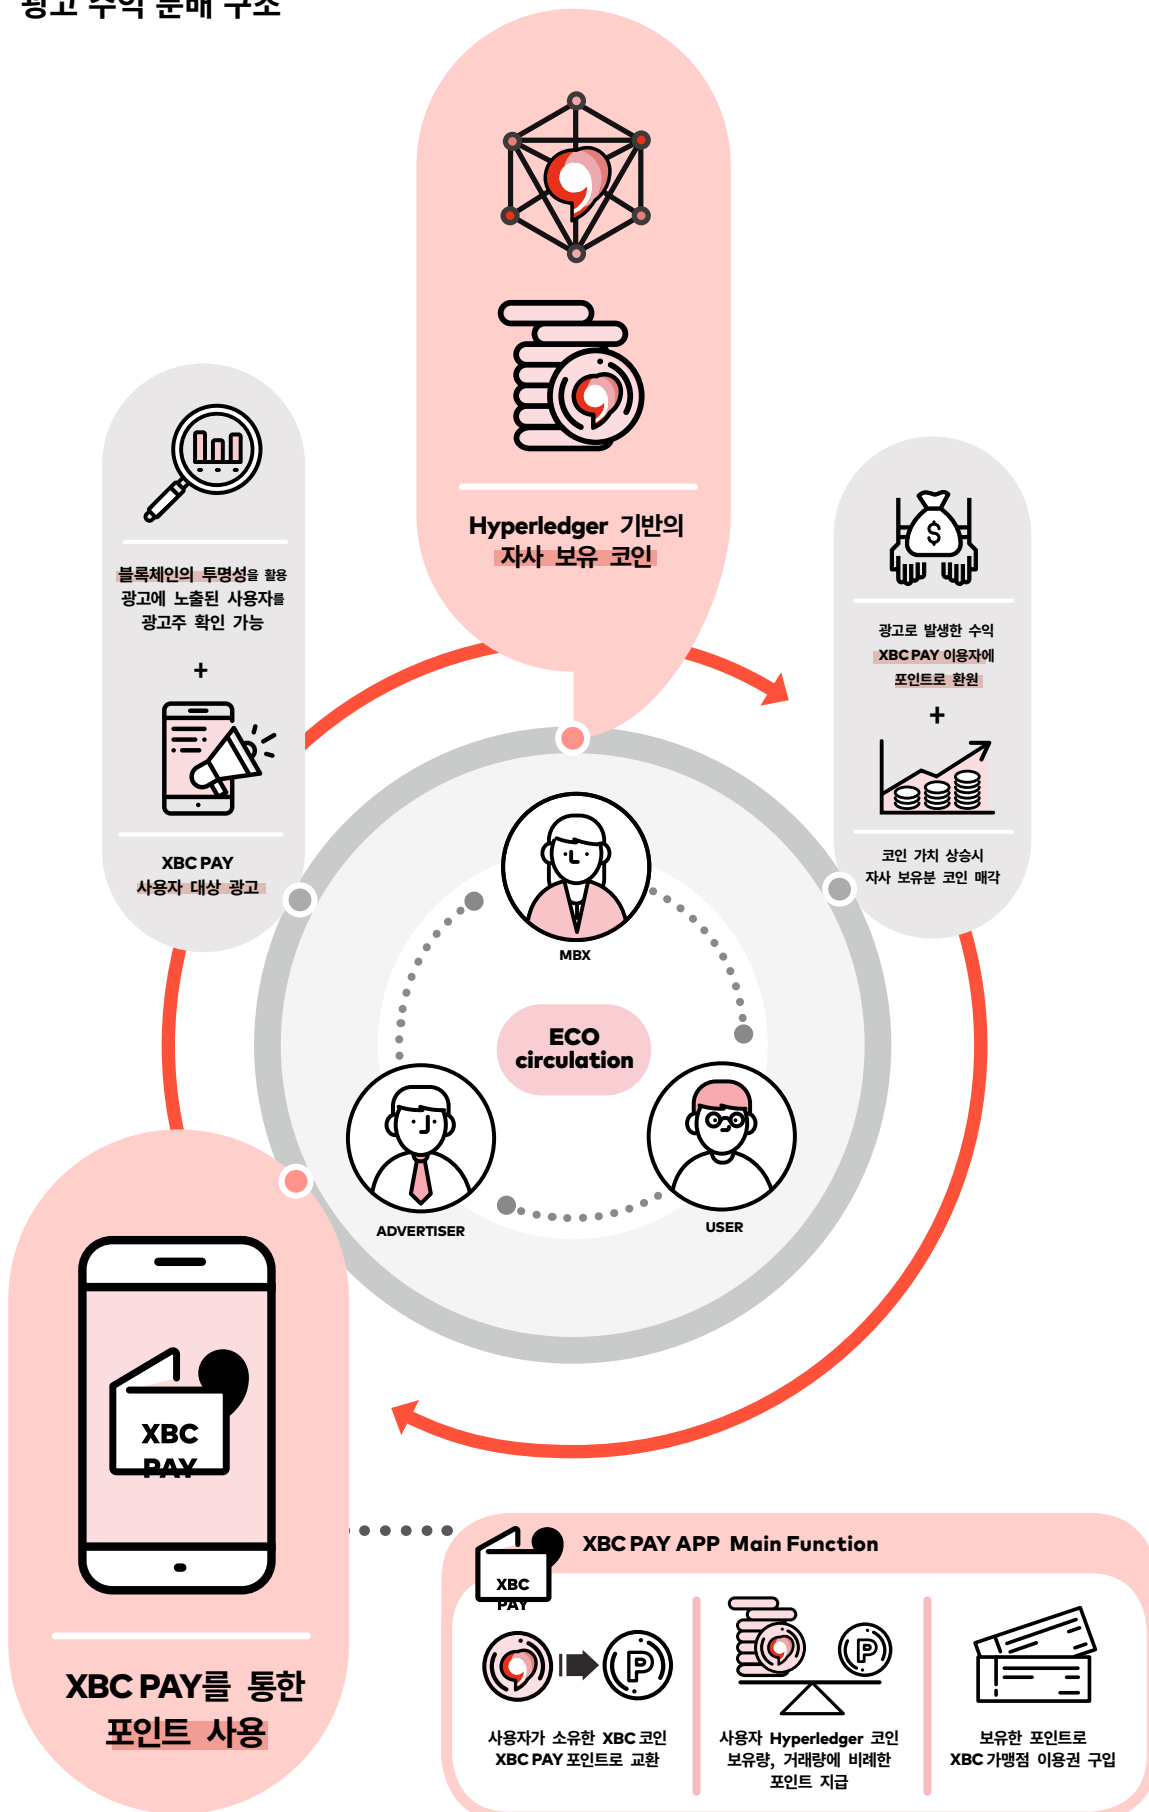 광고 수익 분배 구조
Hyperledger 기반의
자사 보유 코인
블록체인의 투명성을 활용
광고에 노출된 사용자를
광고주 확인 가능
+
XBC PAY
사용자 대상 광고
광고로 발생한 수익
XBC PAY 이용자에
포인트로 환원
+
코인 가치 상승시
자사 보유분 코인 매각
MBX
ECO
circulation
ADVERTISER
USER
XBC
PAY
XBC PAY를 통한
포인트 사용
XBC
PAY
XBC PAY APP Main Function
사용자가 소유한 XBC 코인
XBC PAY 포인트로 교환
사용자 Hyperledger 코인
보유량, 거래량에 비례한
포인트 지급
보유한 포인트로
XBC 가맹점 이용권 구입